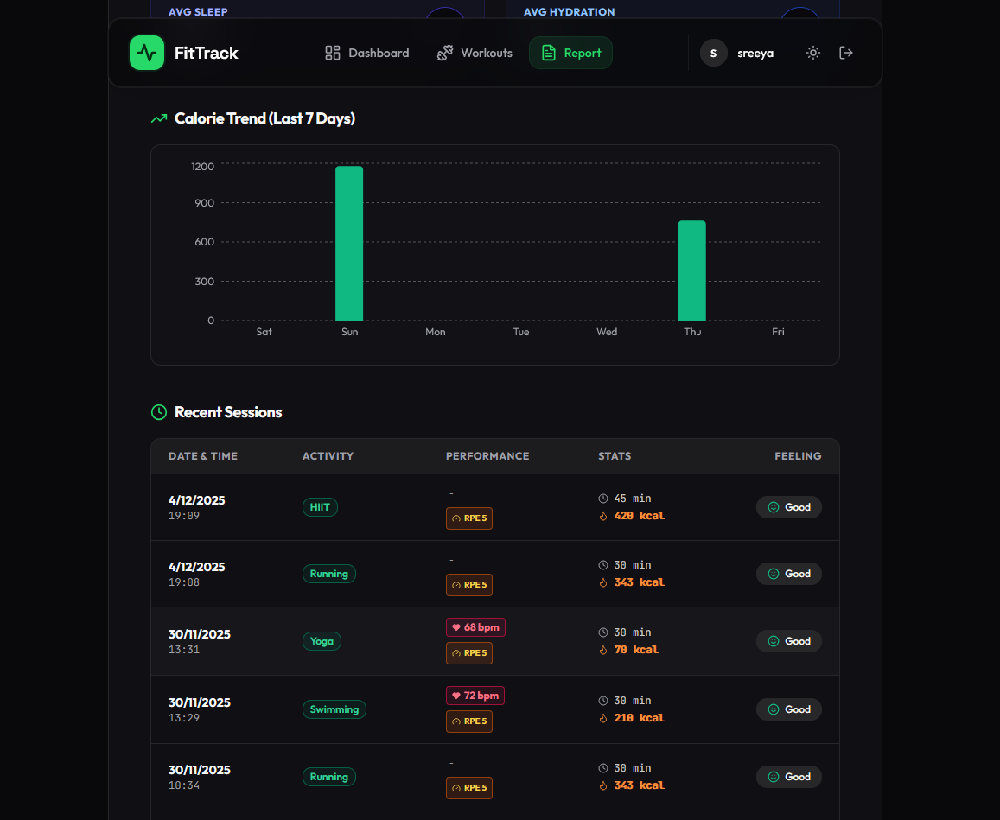 AVG SLEEP AVG HYDRATION
FitTrack Dashboard Workouts Report S sreeya
Calorie Trend (Last 7 Days)
1200
900
600
300
0
Sat Sun Mon Tue Wed Thu Fri
Recent Sessions
DATE & TIME ACTIVITY PERFORMANCE STATS FEELING
4/12/2025 HIIT - 45 min Good
19:09 RPE 5 420 kcal
4/12/2025 Running - 30 min Good
19:08 RPE 5 343 kcal
30/11/2025 Yoga 68 bpm 30 min Good
13:31 RPE 5 70 kcal
30/11/2025 Swimming 72 bpm 30 min Good
13:29 RPE 5 210 kcal
30/11/2025 Running - 30 min Good
10:34 RPE 5 343 kcal